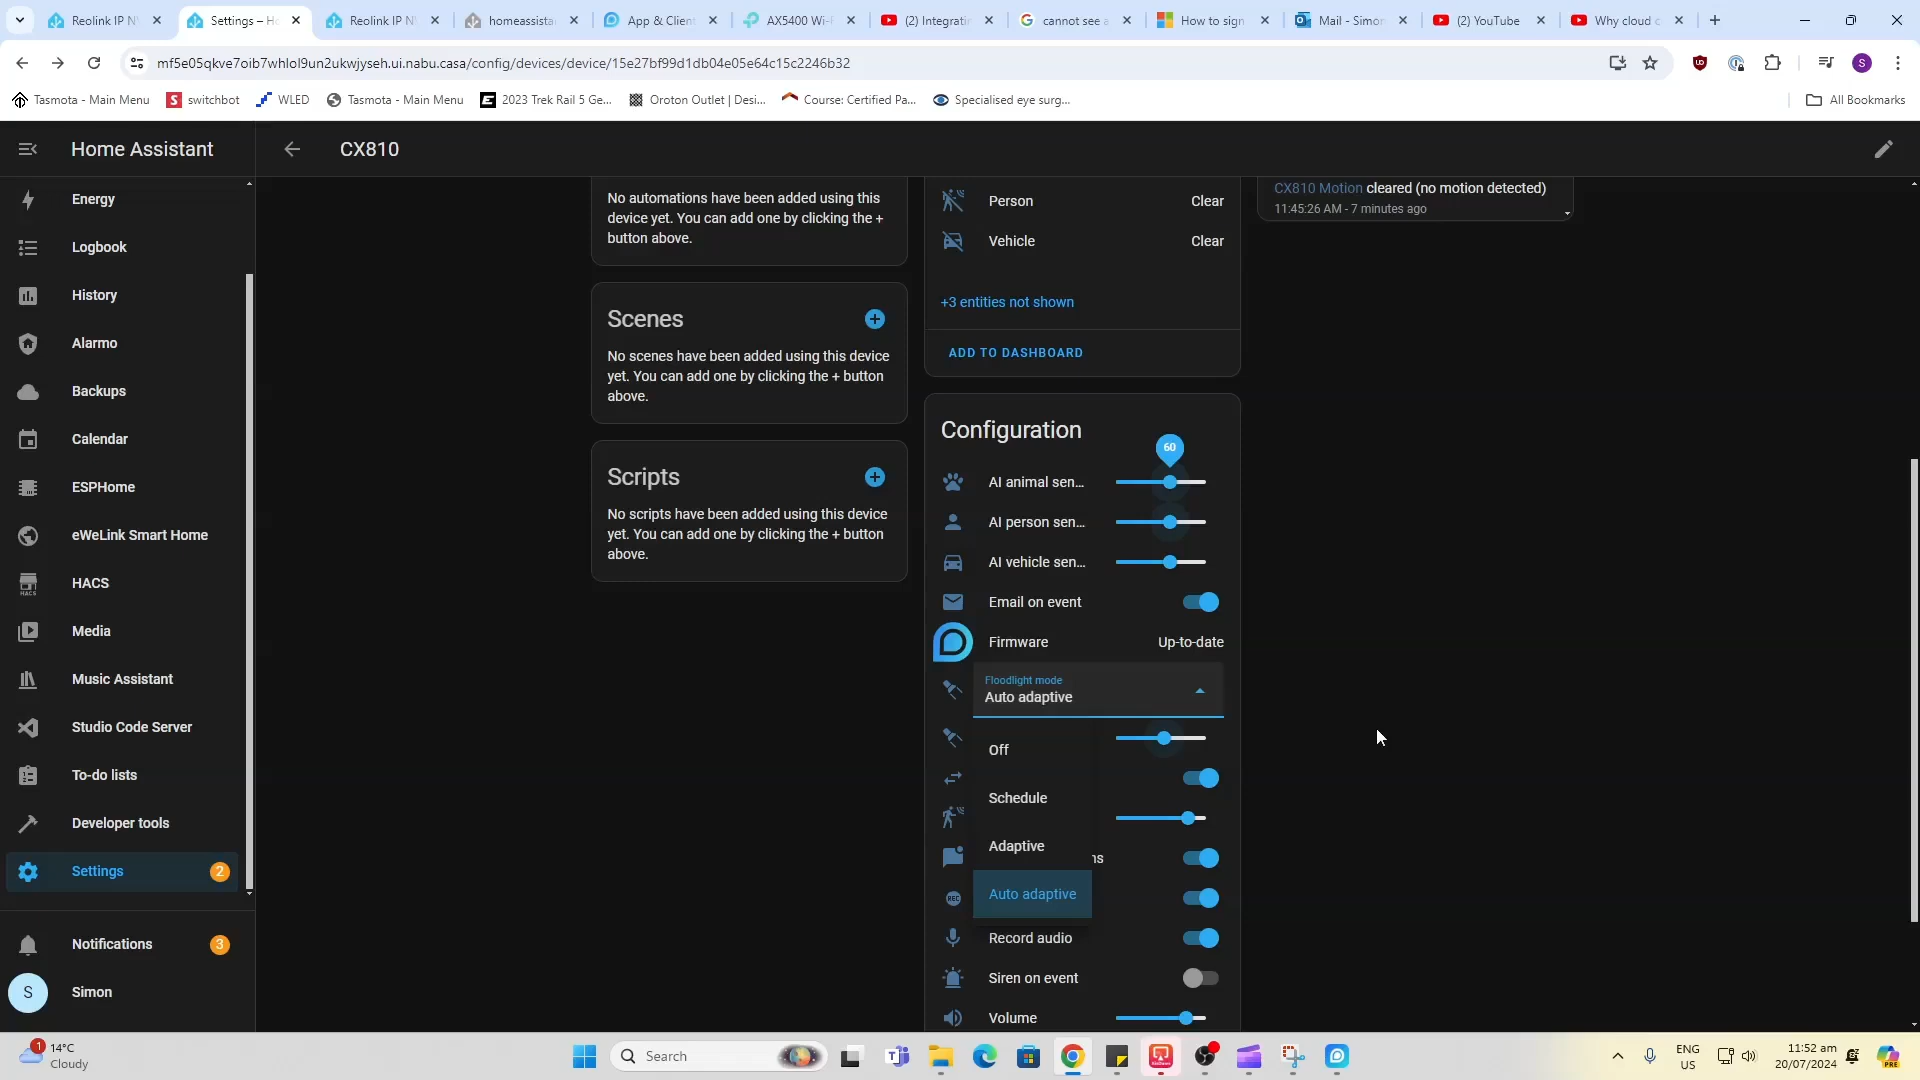 Reolink IP N
Settings – Ho
Reolink IP N
homeassista
App & Client
AX5400 Wi-F
(2) Integratin
cannot see a
How to sign
Mail - Simon
(2) YouTube
Why cloud c
mf5e05qkve7oib7whlol9un2ukwjyseh.ui.nabu.casa/config/devices/device/15e27bf99d1db04e05e64c15c2246b32
S
Tasmota - Main Menu
switchbot
WLED
Tasmota - Main Menu
2023 Trek Rail 5 Ge...
Oroton Outlet | Desi...
Course: Certified Pa...
Specialised eye surg...
All Bookmarks
Home Assistant
CX810
Energy
Logbook
History
Alarmo
Backups
Calendar
ESPHome
eWeLink Smart Home
HACS
Media
Music Assistant
Studio Code Server
To-do lists
Developer tools
Settings
2
Notifications
3
S
Simon
No automations have been added using this
device yet. You can add one by clicking the +
button above.
Scenes
No scenes have been added using this device
yet. You can add one by clicking the + button
above.
Scripts
No scripts have been added using this device
yet. You can add one by clicking the + button
above.
Person Clear
Vehicle Clear
+3 entities not shown
ADD TO DASHBOARD
Configuration
60
AI animal sen...
AI person sen...
AI vehicle sen...
Email on event
Firmware Up-to-date
Floodlight mode
Auto adaptive
Off
Schedule
Adaptive
ns
Auto adaptive
REC
Record audio
Siren on event
Volume
CX810 Motion cleared (no motion detected)
11:45:26 AM - 7 minutes ago
1
14°C
Cloudy
Search
ENG
US
11:52 am
20/07/2024
PRE